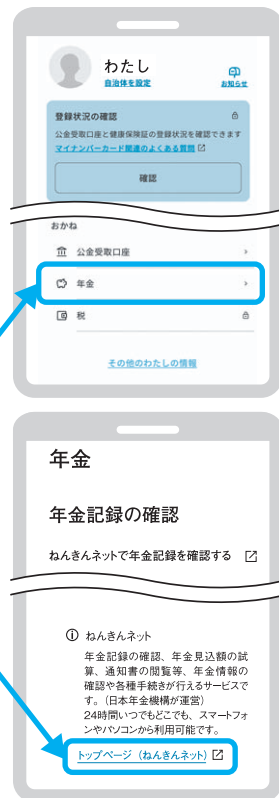 わたし
自治体を設定
お知らせ
登録状況の確認
公金受取口座と健康保険証の登録状況を確認できます
マイナンバーカード関連のよくある質問
確認
おかね
公金受取口座
年金
税
その他のわたしの情報
年金
年金記録の確認
ねんきんネットで年金記録を確認する
ねんきんネット
年金記録の確認、年金見込額の試
算、通知書の閲覧等、年金情報の
確認や各種手続きが行えるサービスで
す。(日本年金機構が運営)
24時間いつでもどこでも、スマートフォ
ンやパソコンから利用可能です。
トップページ(ねんきんネット)